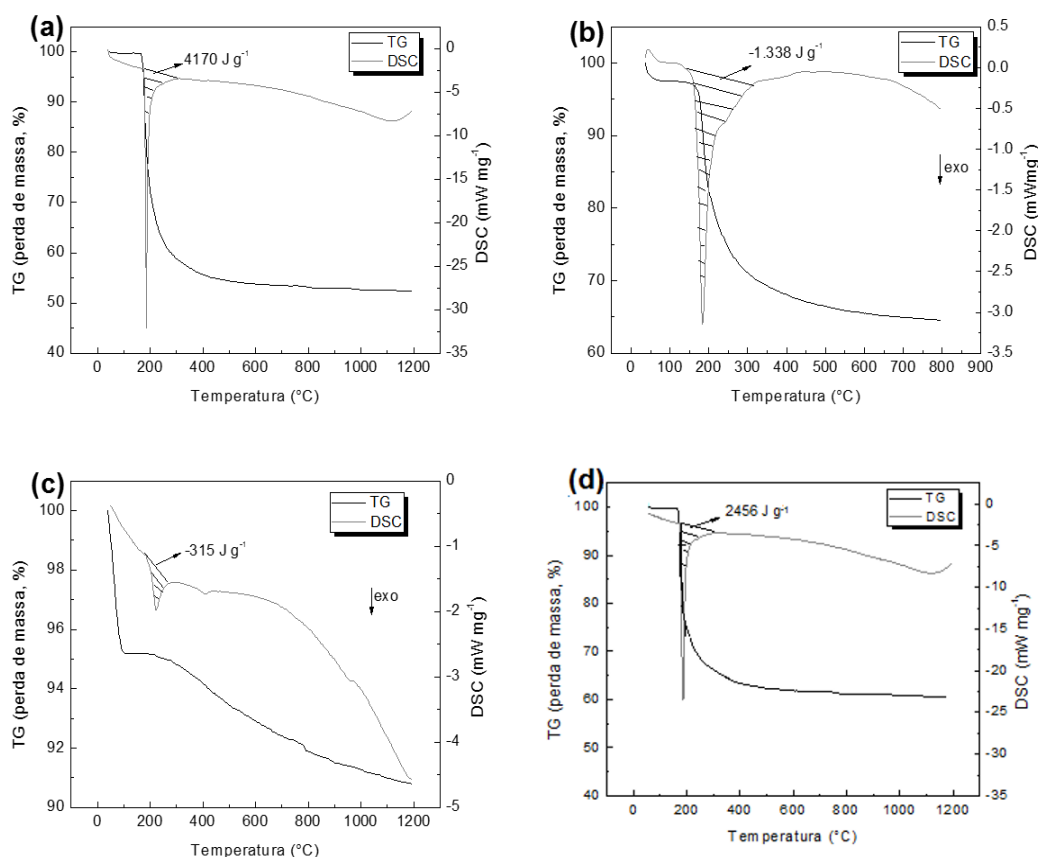 (a)
4170 J g⁻¹
TG
DSC
TG (perda de massa, %)
100
90
80
70
60
50
40
0
-5
-10
-15
-20
-25
-30
-35
DSC (mW mg⁻¹)
0 200 400 600 800 1000 1200
Temperatura (°C)
(b)
-1.338 J g⁻¹
TG
DSC
exo
TG (perda de massa, %)
100
90
80
70
60
0.5
0.0
-0.5
-1.0
-1.5
-2.0
-2.5
-3.0
-3.5
DSC (mWmg⁻¹)
0 100 200 300 400 500 600 700 800 900
Temperatura (°C)
(c)
-315 J g⁻¹
TG
DSC
exo
TG (perda de massa, %)
100
98
96
94
92
90
0
-1
-2
-3
-4
-5
DSC (mW mg⁻¹)
0 200 400 600 800 1000 1200
Temperatura (°C)
(d)
2456 J g⁻¹
TG
DSC
TG (perda de massa, %)
100
90
80
70
60
50
40
0
-5
-10
-15
-20
-25
-30
-35
DSC (mW mg⁻¹)
0 200 400 600 800 1000 1200
Temperatura (°C)